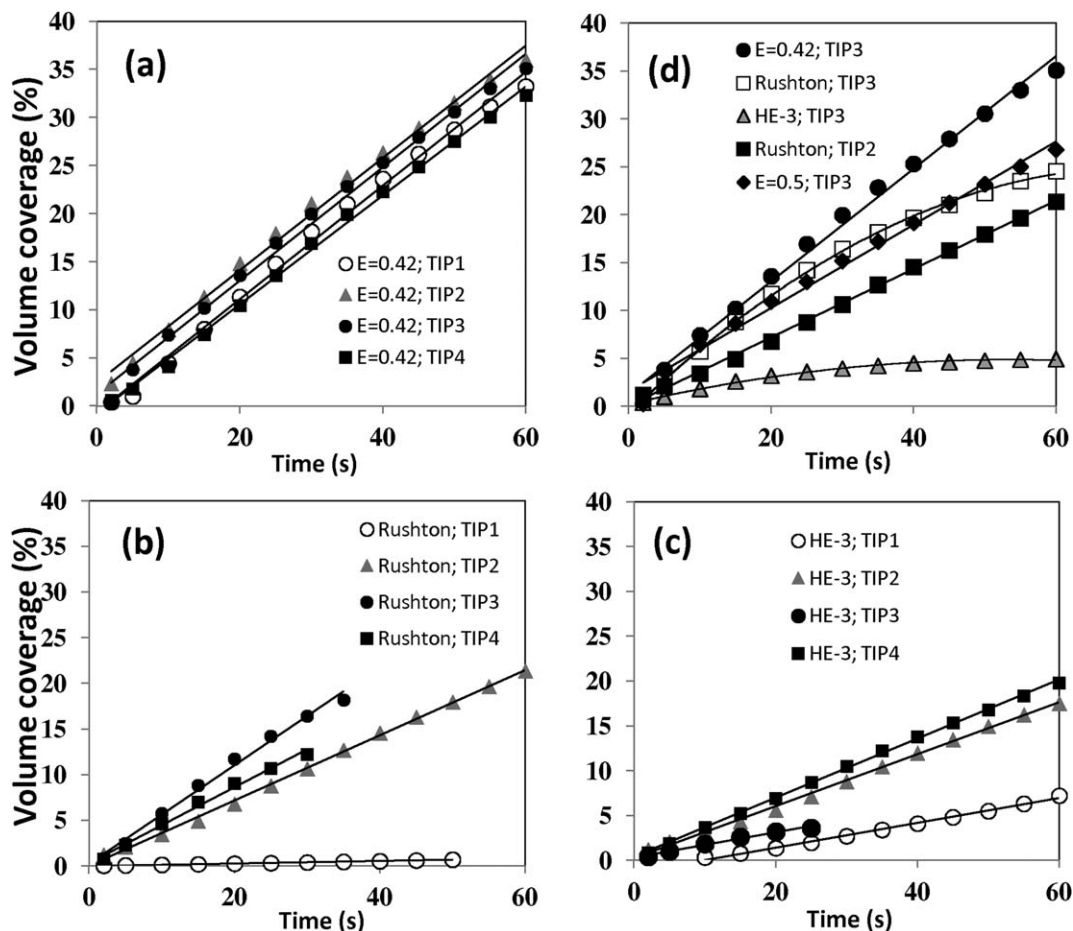 (a)
Volume coverage (%)
40
35
30
25
20
15
10
5
0
E=0.42; TIP1
E=0.42; TIP2
E=0.42; TIP3
E=0.42; TIP4
0
20
40
60
Time (s)
(d)
40
35
30
25
20
15
10
5
0
E=0.42; TIP3
Rushton; TIP3
HE-3; TIP3
Rushton; TIP2
E=0.5; TIP3
0
20
40
60
Time (s)
(b)
Volume coverage (%)
40
35
30
25
20
15
10
5
0
Rushton; TIP1
Rushton; TIP2
Rushton; TIP3
Rushton; TIP4
0
20
40
60
Time (s)
(c)
40
35
30
25
20
15
10
5
0
HE-3; TIP1
HE-3; TIP2
HE-3; TIP3
HE-3; TIP4
0
20
40
60
Time (s)